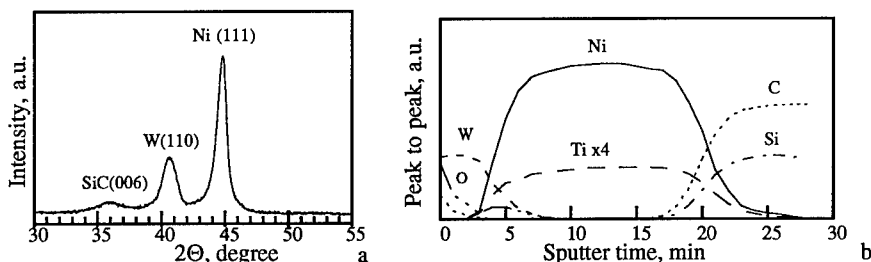 Intensity, a.u.
Ni (111)
W(110)
SiC(006)
30 35 40 45 50 55
2Θ, degree
a
Peak to peak, a.u.
Ni
C
W
O
Ti x4
Si
0 5 10 15 20 25 30
Sputter time, min
b